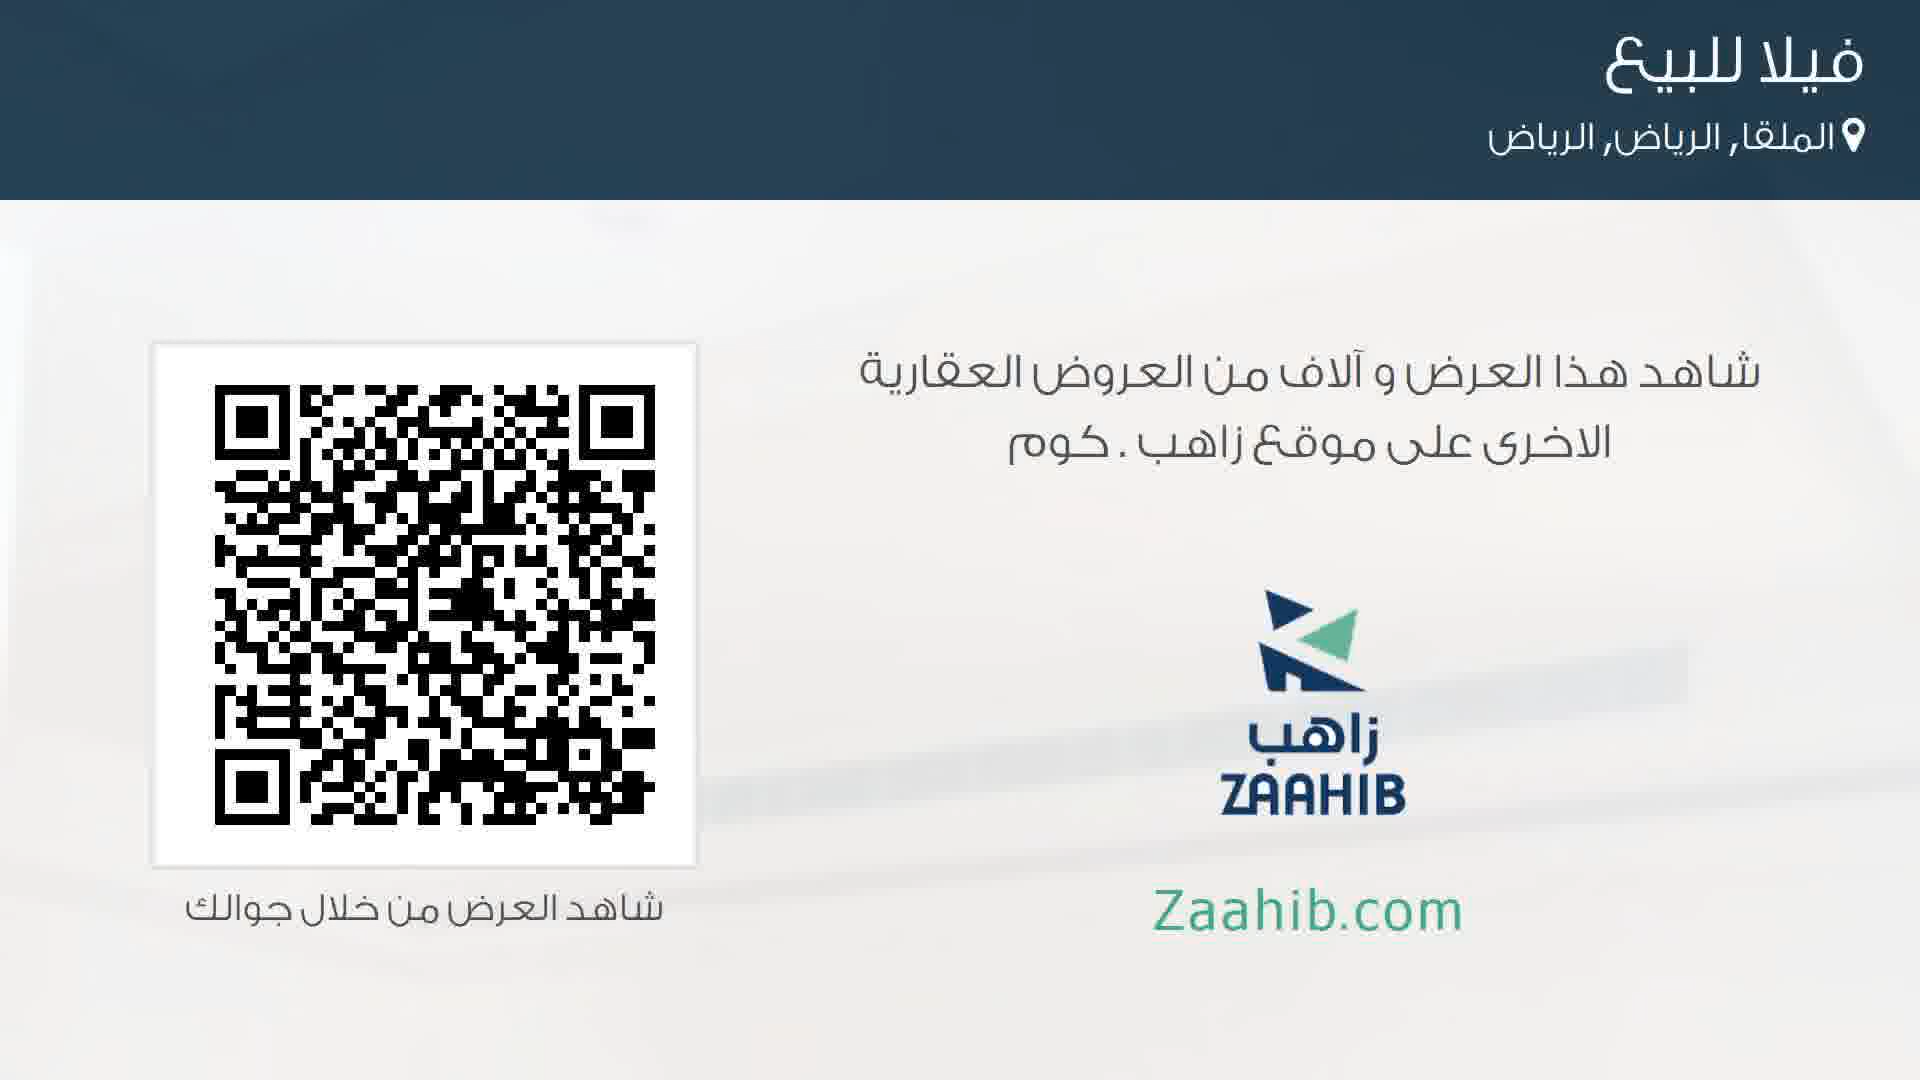 فيلا للبيع
الملقا, الرياض, الرياض
شاهد هذا العرض و آلاف من العروض العقارية
الاخرى على موقع زاهب . كوم
زاهب
ZAAHIB
Zaahib.com
شاهد العرض من خلال جوالك